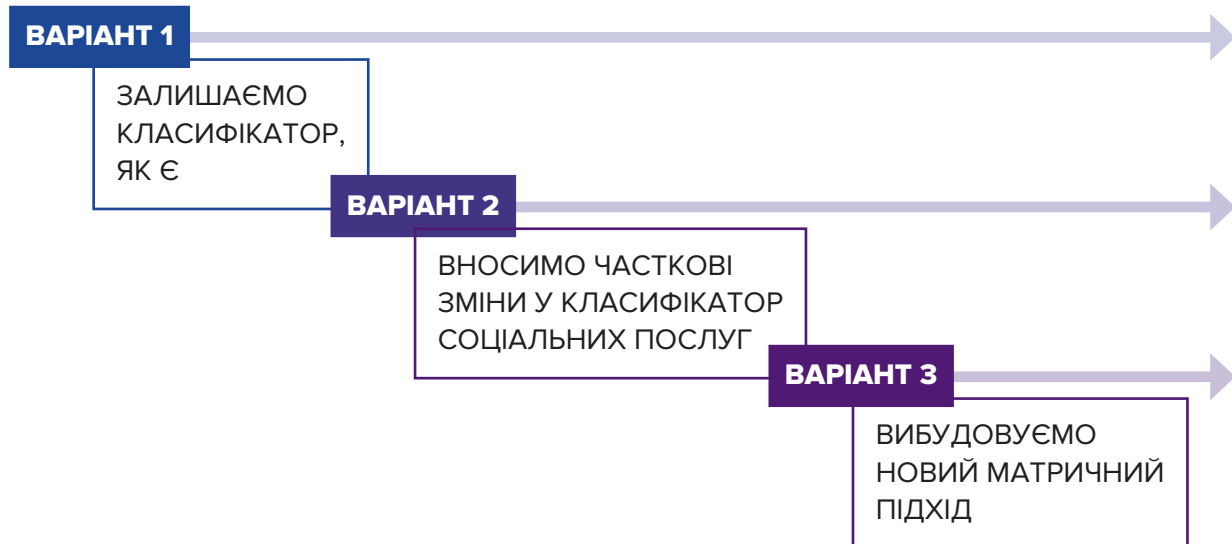 ВАРІАНТ 1
ЗАЛИШАЄМО
КЛАСИФІКАТОР,
ЯК Є
ВАРІАНТ 2
ВНОСИМО ЧАСТКОВІ
ЗМІНИ У КЛАСИФІКАТОР
СОЦІАЛЬНИХ ПОСЛУГ
ВАРІАНТ 3
ВИБУДОВУЄМО
НОВИЙ МАТРИЧНИЙ
ПІДХІД